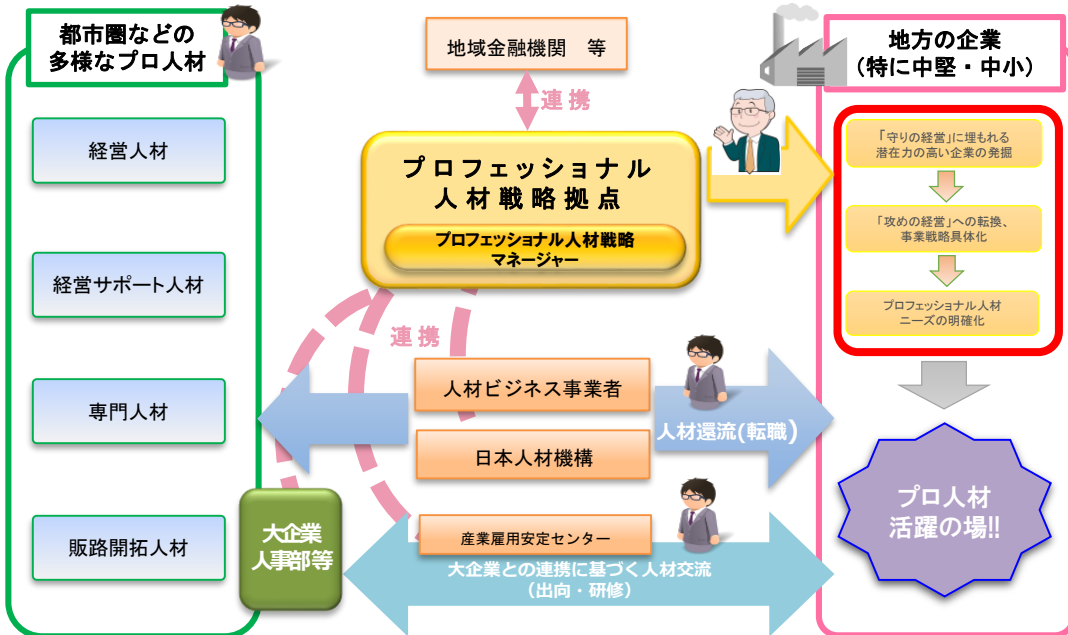 都市圏などの
多様なプロ人材
経営人材
経営サポート人材
専門人材
販路開拓人材
大企業
人事部等
地域金融機関　等
連携
プロフェッショナル
人材戦略拠点
プロフェッショナル人材戦略
マネージャー
連携
人材ビジネス事業者
日本人材機構
人材還流(転職)
産業雇用安定センター
大企業との連携に基づく人材交流
（出向・研修）
地方の企業
（特に中堅・中小）
「守りの経営」に埋もれる
潜在力の高い企業の発掘
「攻めの経営」への転換、
事業戦略具体化
プロフェッショナル人材
ニーズの明確化
プロ人材
活躍の場!!